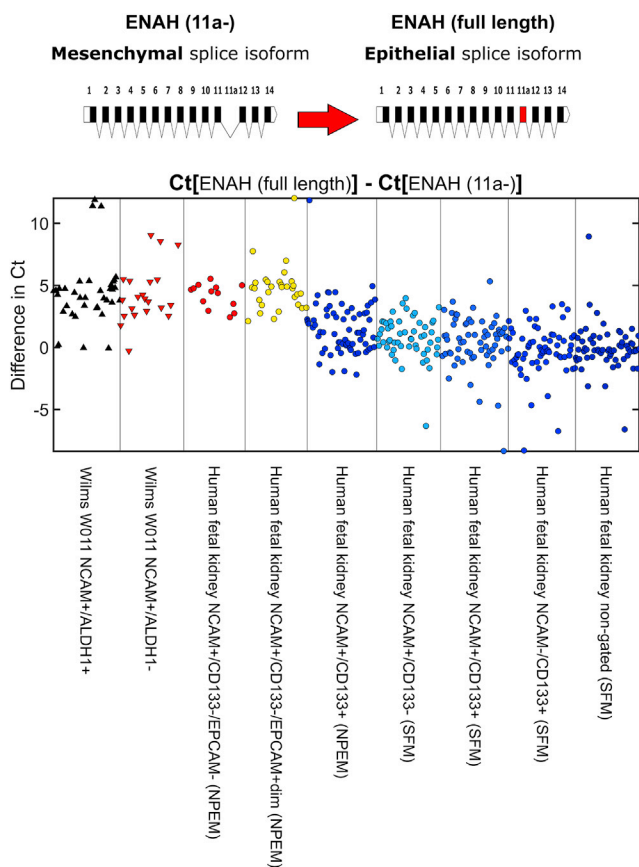 ENAH (11a-)
Mesenchymal splice isoform
1 2 3 4 5 6 7 8 9 10 11 11a 12 13 14
ENAH (full length)
Epithelial splice isoform
1 2 3 4 5 6 7 8 9 10 11 11a 12 13 14
Ct[ENAH (full length)] - Ct[ENAH (11a-)]
Difference in Ct
10
5
0
-5
Wilms W011 NCAM+/ALDH1+
Wilms W011 NCAM+/ALDH1-
Human fetal kidney NCAM+/CD133-/EPCAM- (NPEM)
Human fetal kidney NCAM+/CD133-/EPCAM+dim (NPEM)
Human fetal kidney NCAM+/CD133+ (NPEM)
Human fetal kidney NCAM+/CD133- (SFM)
Human fetal kidney NCAM+/CD133+ (SFM)
Human fetal kidney NCAM-/CD133+ (SFM)
Human fetal kidney non-gated (SFM)